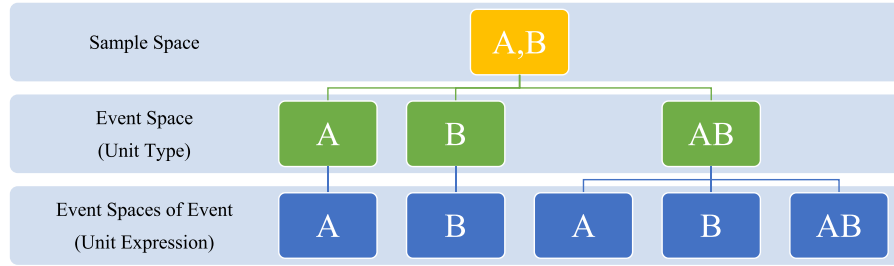 Sample Space
A,B
Event Space
(Unit Type)
A
B
AB
Event Spaces of Event
(Unit Expression)
A
B
A
B
AB